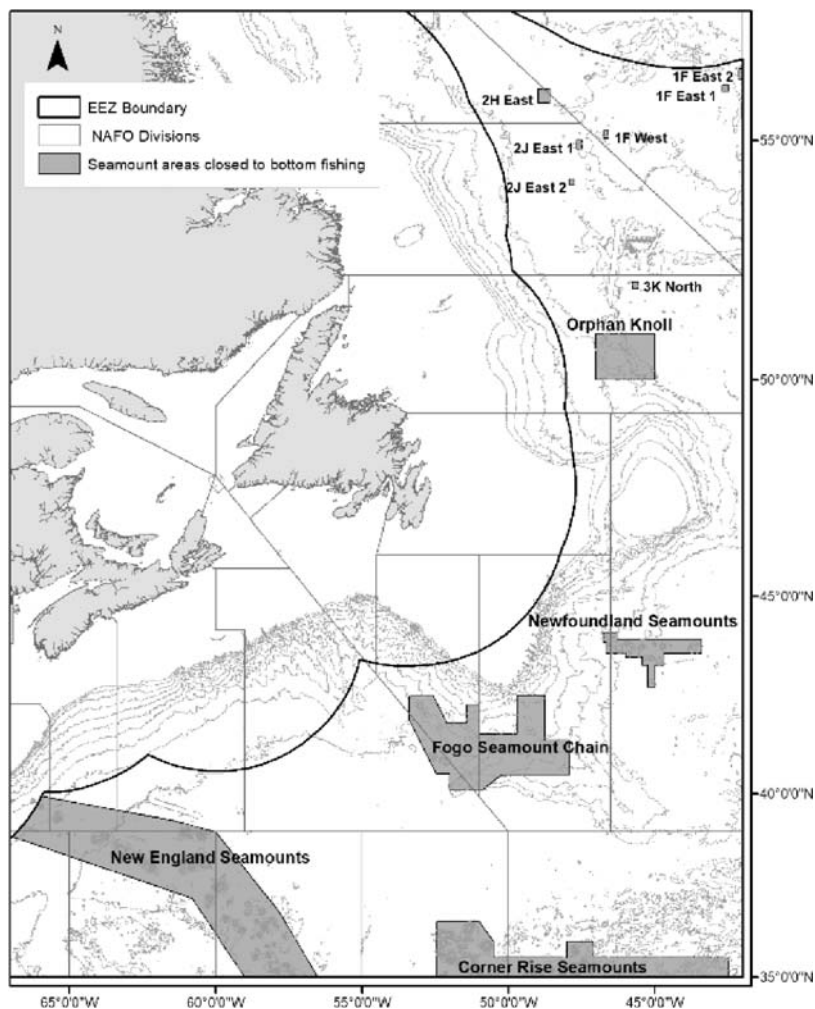 N
EEZ Boundary
NAFO Divisions
Seamount areas closed to bottom fishing
1F East 2
1F East 1
2H East
1F West
2J East 1
2J East 2
3K North
Orphan Knoll
Newfoundland Seamounts
Fogo Seamount Chain
New England Seamounts
Corner Rise Seamounts
55°0'0"N
50°0'0"N
45°0'0"N
40°0'0"N
35°0'0"N
65°0'0"W
60°0'0"W
55°0'0"W
50°0'0"W
45°0'0"W